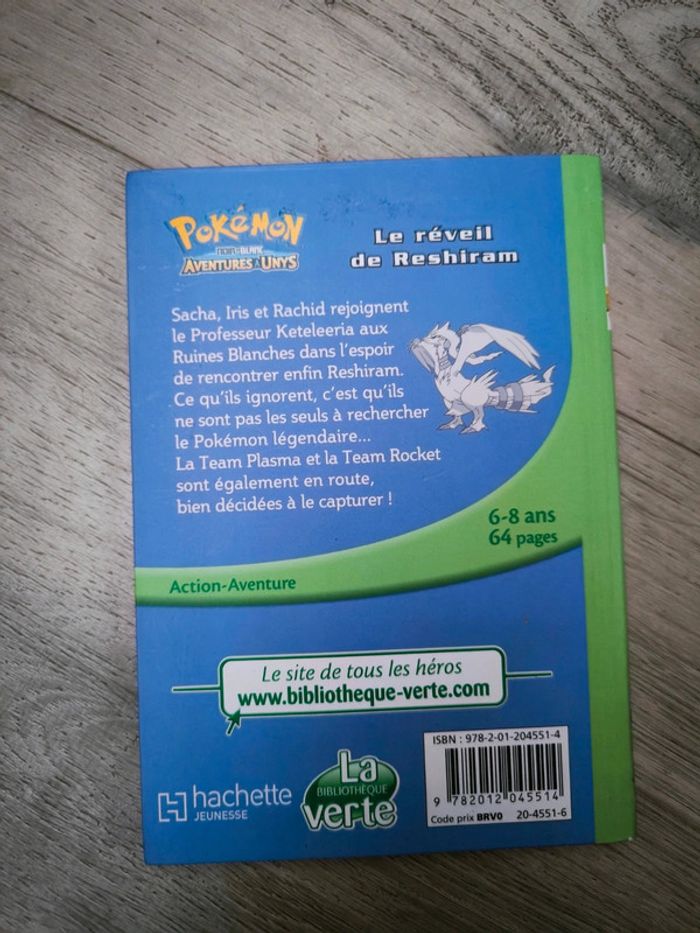 POKéMON
NOIR & BLANC
AVENTURES À UNYS
Le réveil
de Reshiram
Sacha, Iris et Rachid rejoignent
le Professeur Keteleeria aux
Ruines Blanches dans l'espoir
de rencontrer enfin Reshiram.
Ce qu'ils ignorent, c'est qu'ils
ne sont pas les seuls à rechercher
le Pokémon légendaire...
La Team Plasma et la Team Rocket
sont également en route,
bien décidées à le capturer !
6-8 ans
64 pages
Action-Aventure
Le site de tous les héros
www.bibliotheque-verte.com
hachette
JEUNESSE
La
BIBLIOTHÈQUE
verte
ISBN : 978-2-01-204551-4
9 782012 045514
Code prix BRV0 20-4551-6